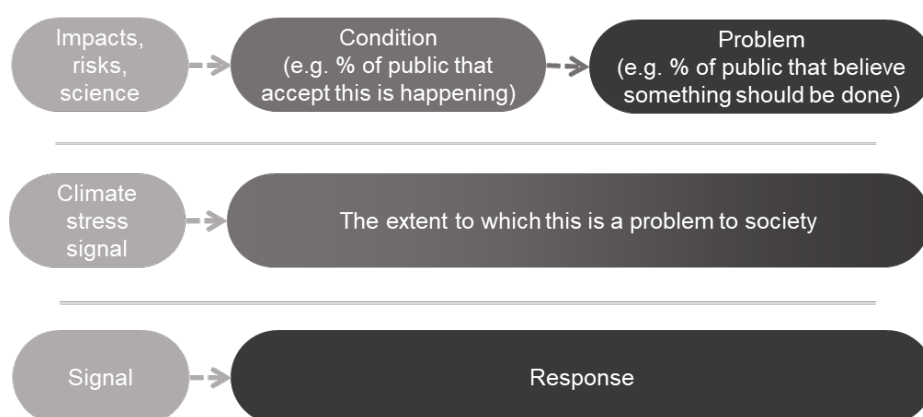 Impacts,
risks,
science
Condition
(e.g. % of public that
accept this is happening)
Problem
(e.g. % of public that believe
something should be done)
Climate
stress
signal
The extent to which this is a problem to society
Signal
Response